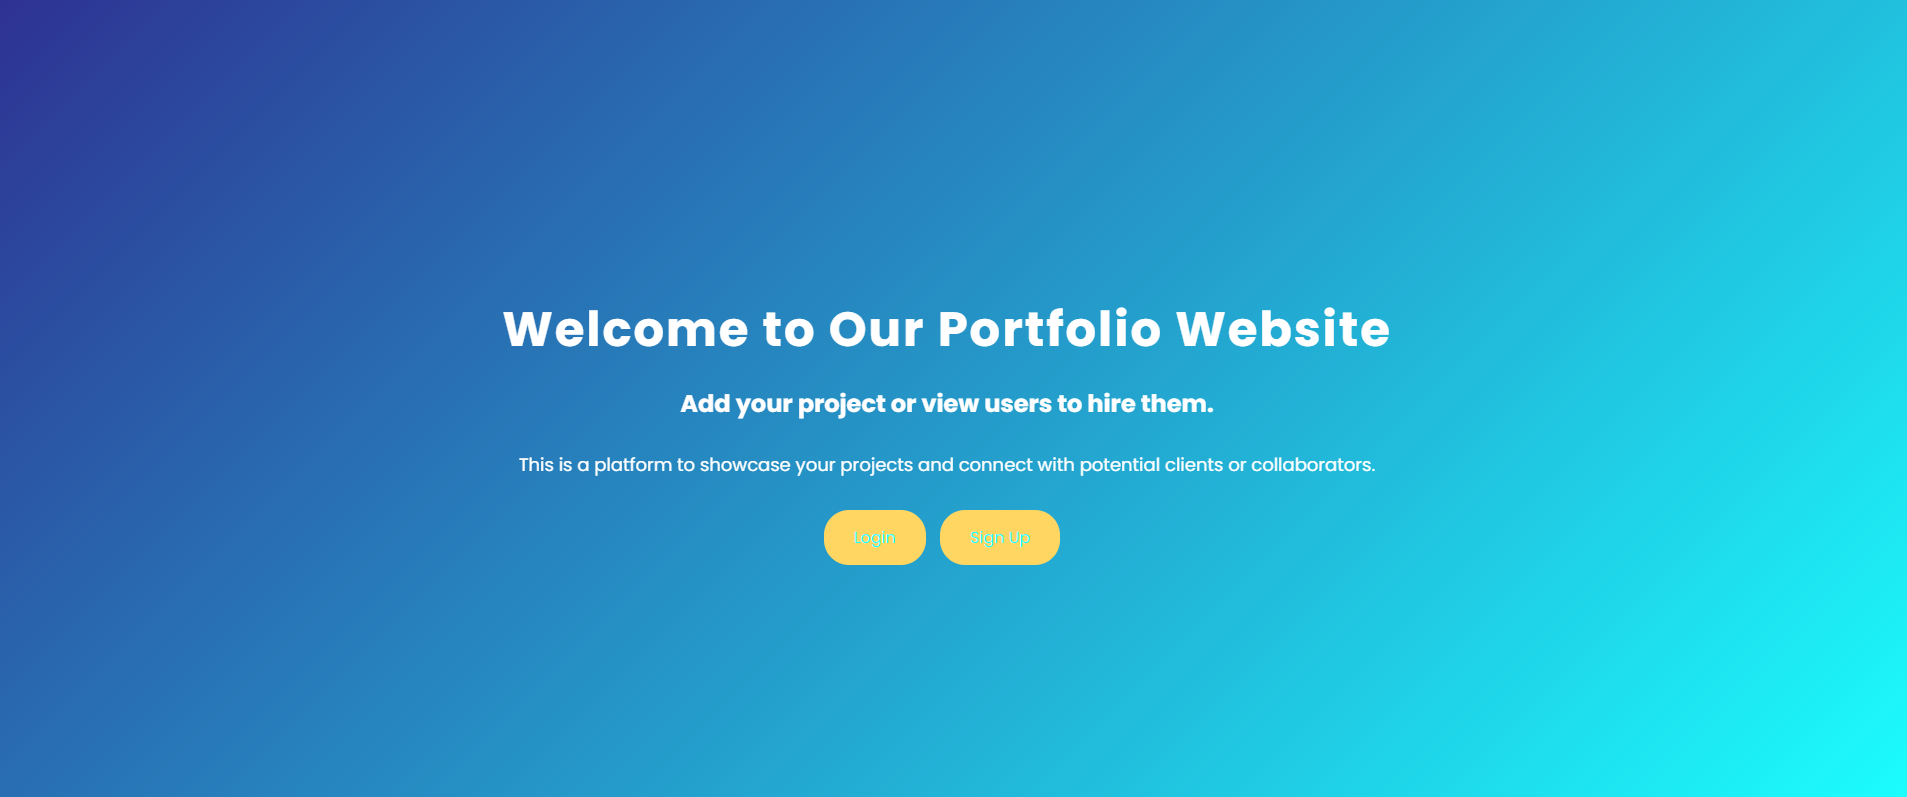 Welcome to Our Portfolio Website
Add your project or view users to hire them.
This is a platform to showcase your projects and connect with potential clients or collaborators.
Login Sign Up